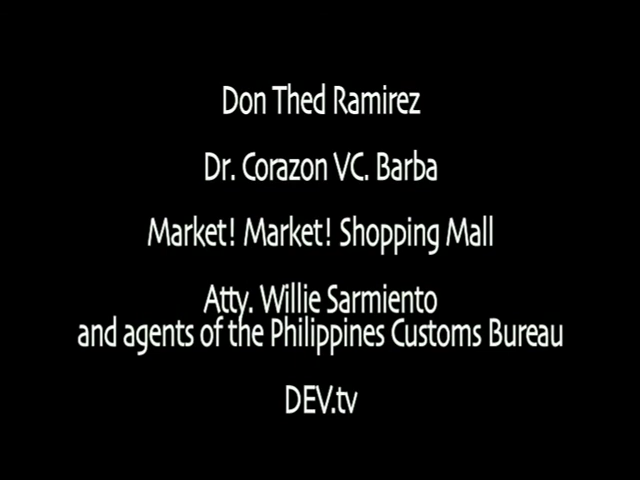 Don Thed Ramirez
Dr. Corazon VC. Barba
Market! Market! Shopping Mall
Atty. Willie Sarmiento
and agents of the Philippines Customs Bureau
DEV.tv